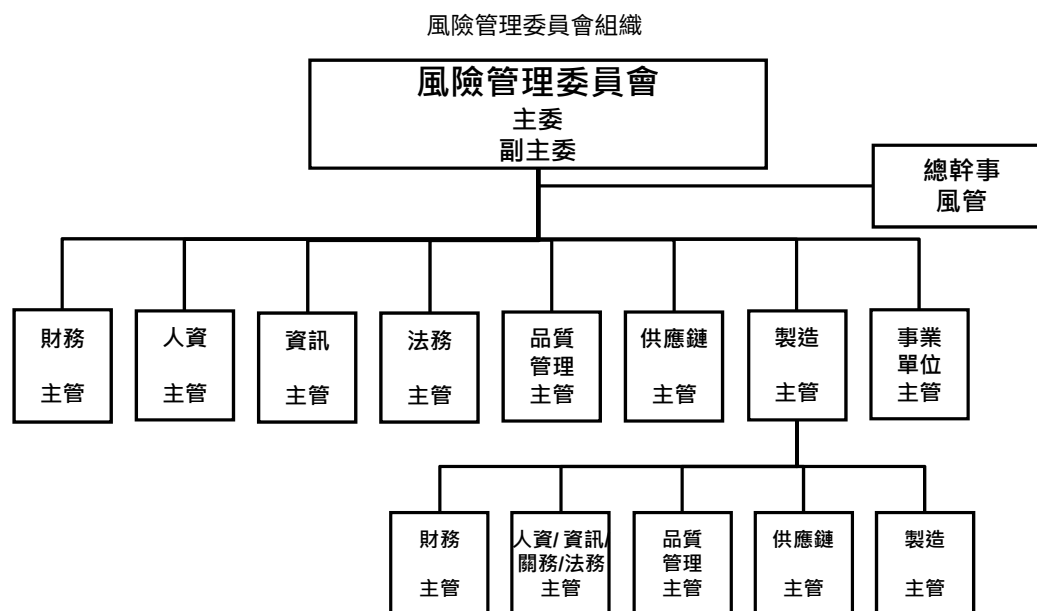 風險管理委員會組織
風險管理委員會
主委
副主委
總幹事
風管
財務
主管
人資
主管
資訊
主管
法務
主管
品質
管理
主管
供應鏈
主管
製造
主管
事業
單位
主管
財務
主管
人資/ 資訊/
關務/法務
主管
品質
管理
主管
供應鏈
主管
製造
主管